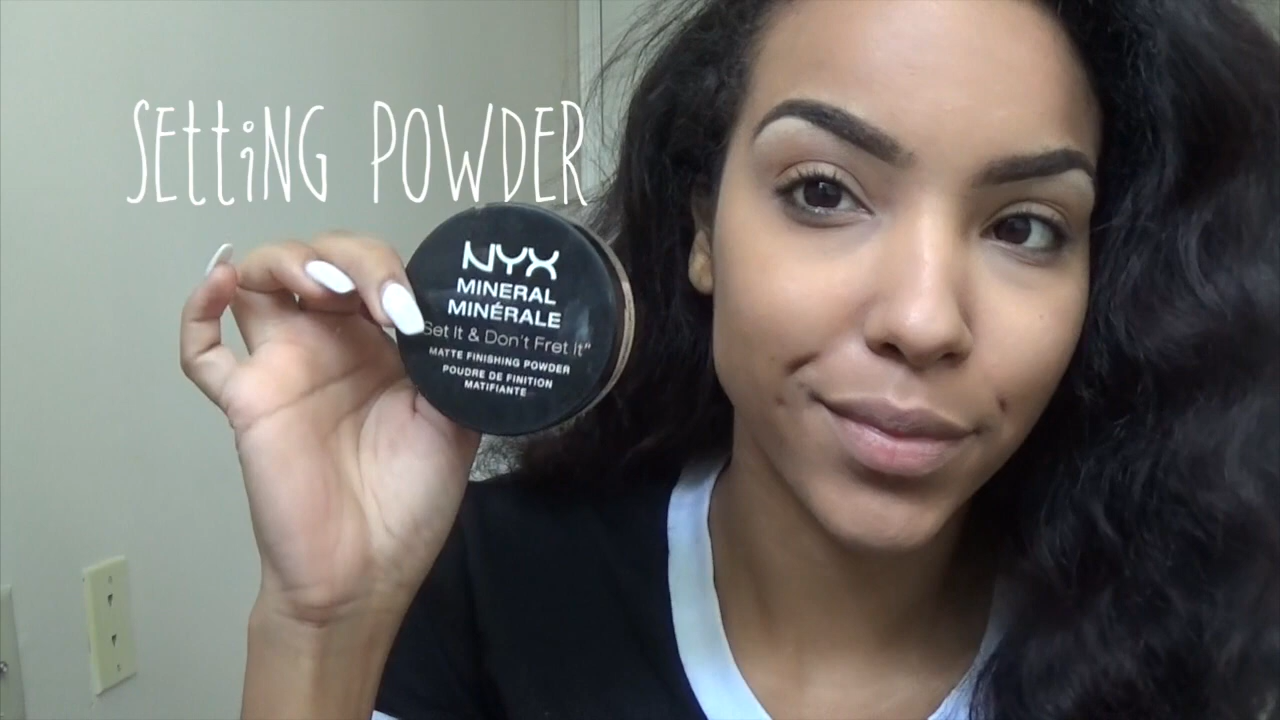 SEttiNG POWDER
NYX
MINERAL
MINÉRALE
Set It & Don't Fret It"
MATTE FINISHING POWDER
POUDRE DE FINITION
MATIFIANTE